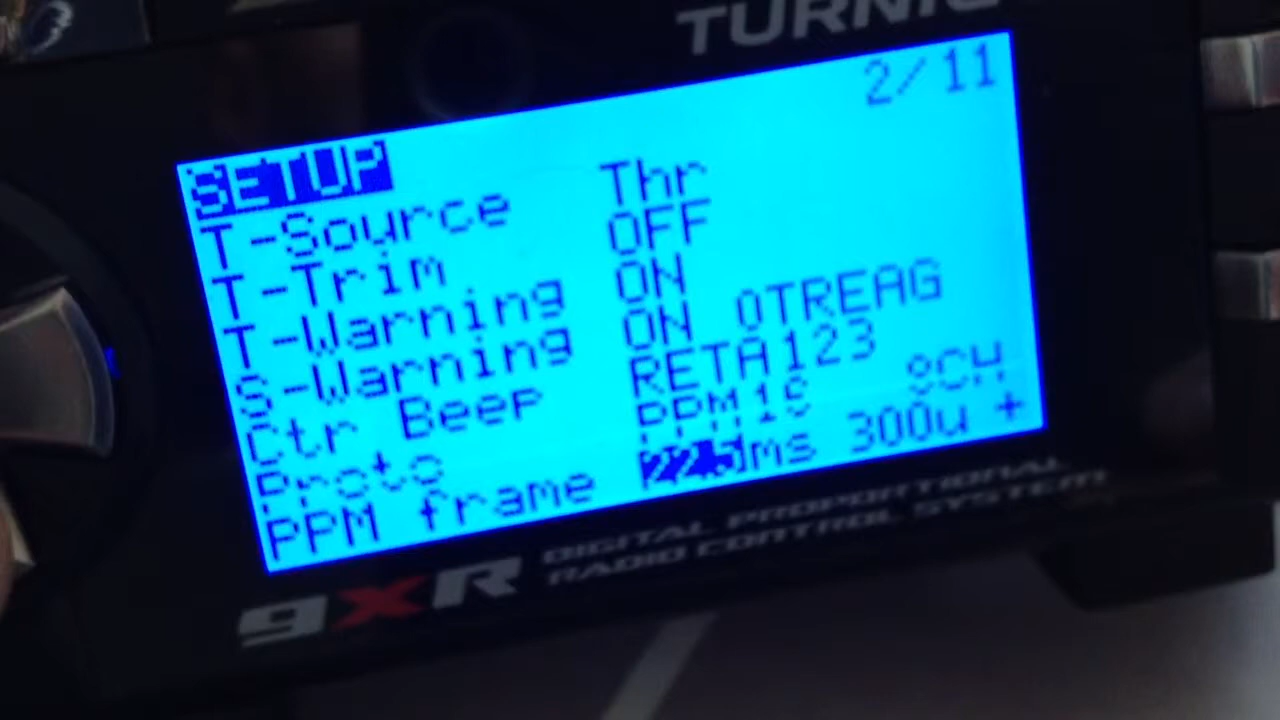 TURNIG
2/11
SETUP
T-Source Thr
T-Trim OFF
T-Warning ON
S-Warning ON 0TREAG
Ctr Beep RETA123
Proto PPM16 8CH
PPM frame 22.5ms 300u +
9XR DIGITAL PROPORTIONAL
RADIO CONTROL SYSTEM